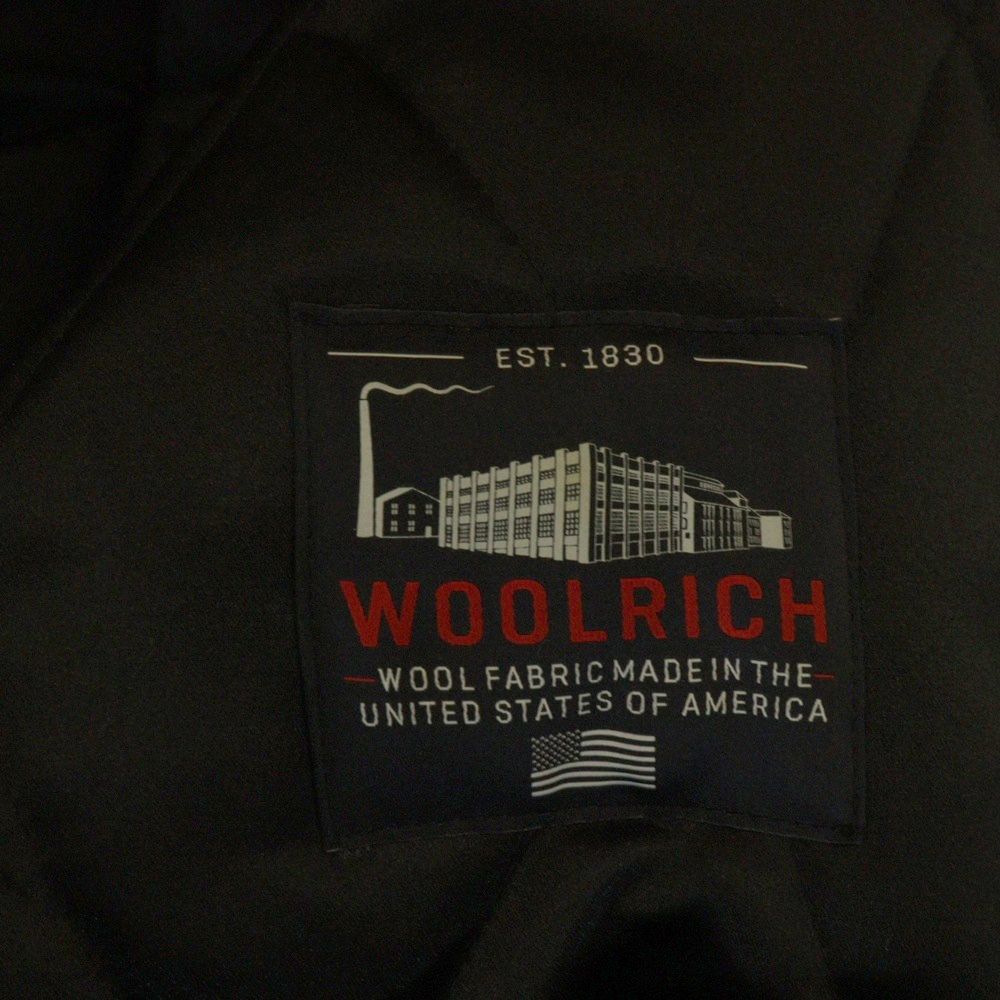 EST. 1830
WOOLRICH
WOOL FABRIC MADE IN THE
UNITED STATES OF AMERICA